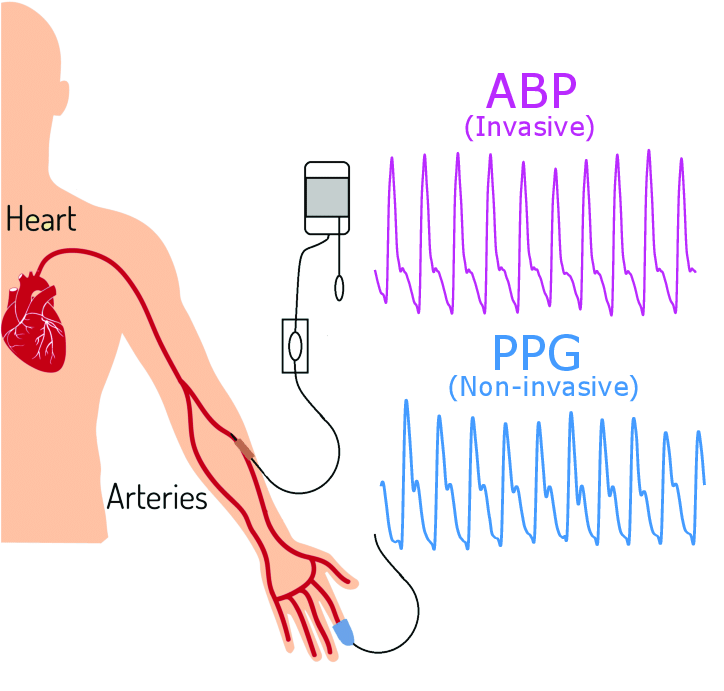 ABP
(Invasive)
Heart
PPG
(Non-invasive)
Arteries